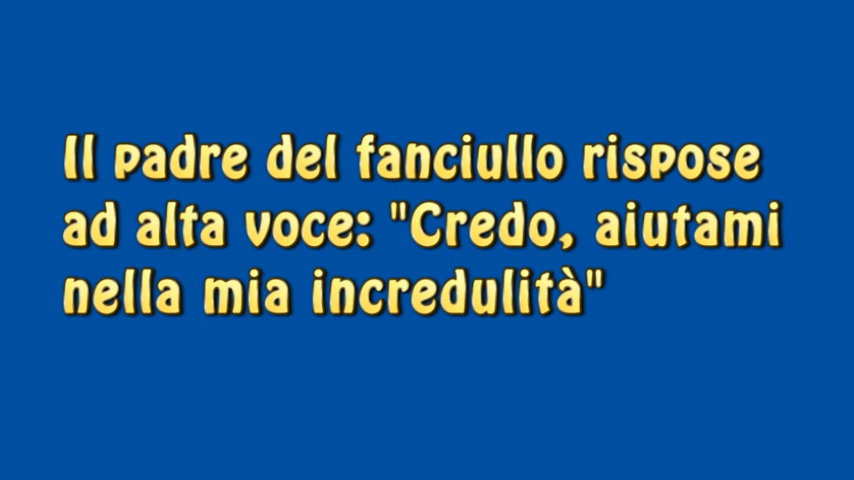 Il padre del fanciullo rispose
ad alta voce: "Credo, aiutami
nella mia incredulità"